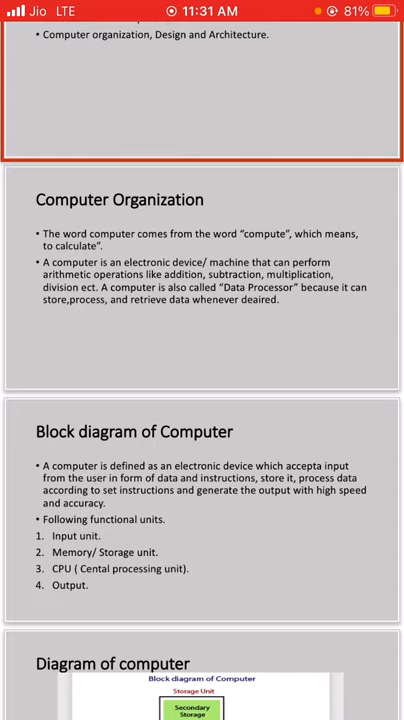 Jio LTE 11:31 AM 81%
• Computer organization, Design and Architecture.
Computer Organization
• The word computer comes from the word “compute”, which means,
to calculate”.
• A computer is an electronic device/ machine that can perform
arithmetic operations like addition, subtraction, multiplication,
division ect. A computer is also called “Data Processor” because it can
store,process, and retrieve data whenever deaired.
Block diagram of Computer
• A computer is defined as an electronic device which accepta input
from the user in form of data and instructions, store it, process data
according to set instructions and generate the output with high speed
and accuracy.
• Following functional units.
1. Input unit.
2. Memory/ Storage unit.
3. CPU ( Cental processing unit).
4. Output.
Diagram of computer
Block diagram of Computer
Storage Unit
Secondary
Storage